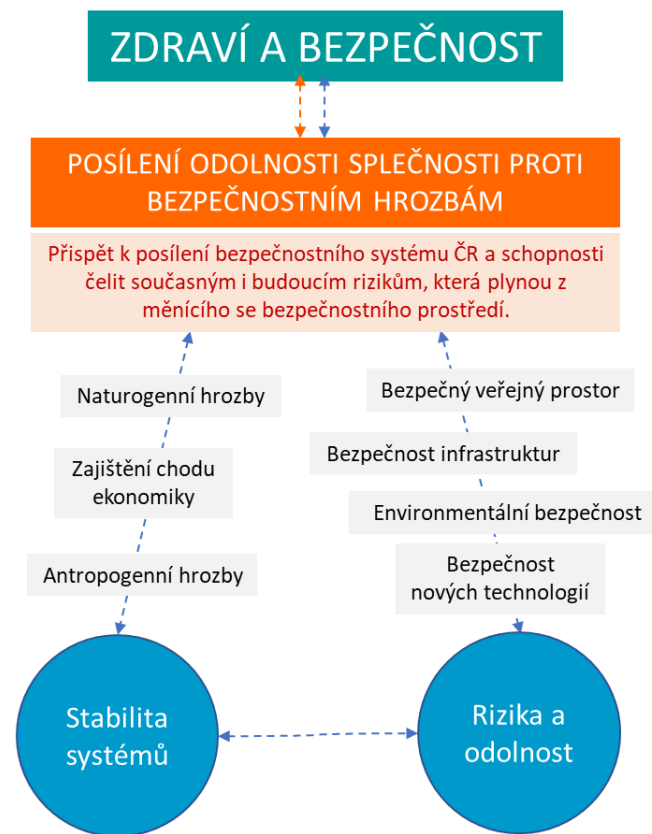 ZDRAVÍ A BEZPEČNOST
POSÍLENÍ ODOLNOSTI SPLEČNOSTI PROTI
BEZPEČNOSTNÍM HROZBÁM
Přispět k posílení bezpečnostního systému ČR a schopnosti
čelit současným i budoucím rizikům, která plynou z
měnícího se bezpečnostního prostředí.
Naturogenní hrozby
Zajištění chodu
ekonomiky
Antropogenní hrozby
Bezpečný veřejný prostor
Bezpečnost infrastruktur
Environmentální bezpečnost
Bezpečnost
nových technologií
Stabilita
systémů
Rizika a
odolnost